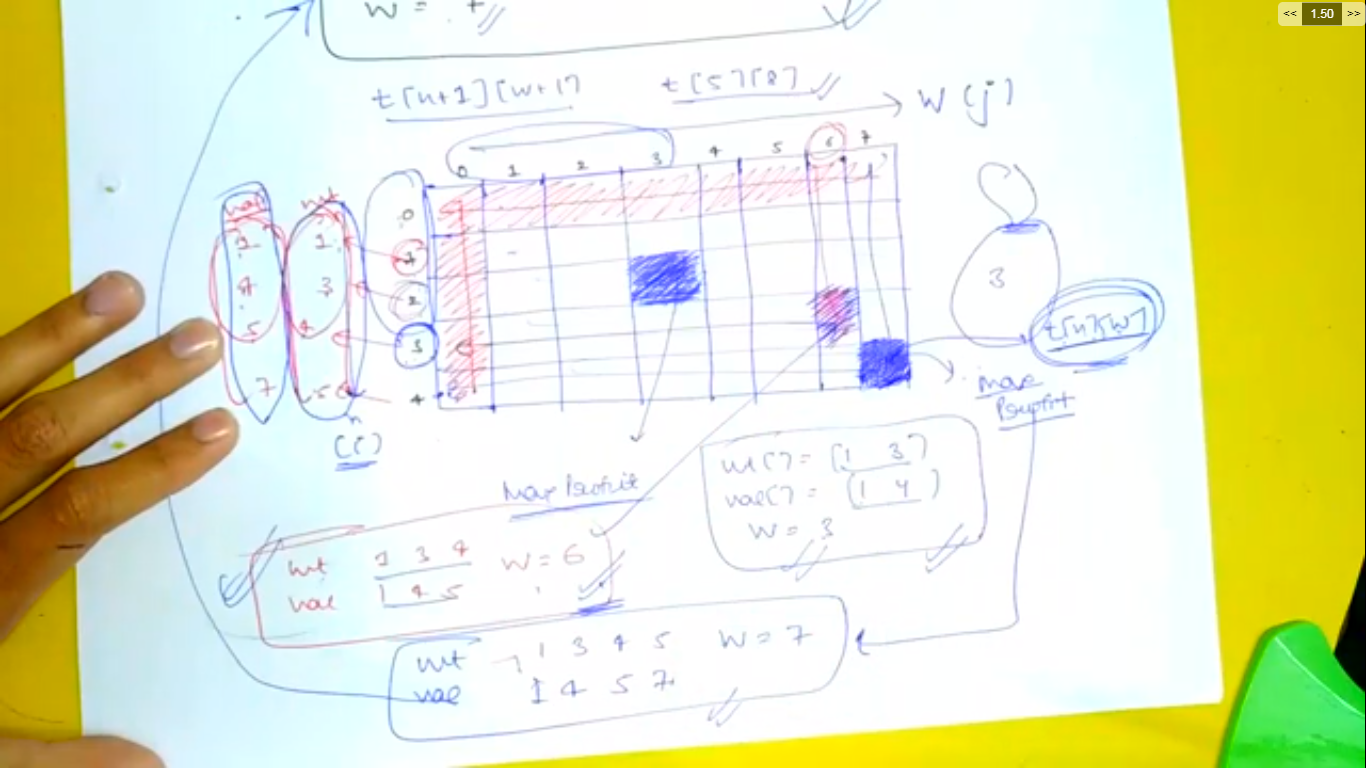 << 1.50 >>
W = 7
t[n+1][w+1] t[5][8]
W (j)
0 1 2 3 4 5 6 7
val wt
0
1 1 1
4 3 2
5 4 3
7 5 4
n
(i)
3
t[n][W]
max
Profit
Max Profit
wt[] = [1 3]
val[] = [1 4]
W = 3
wt 1 3 4 W = 6
val 1 4 5
wt 1 3 4 5 W = 7
val 1 4 5 7